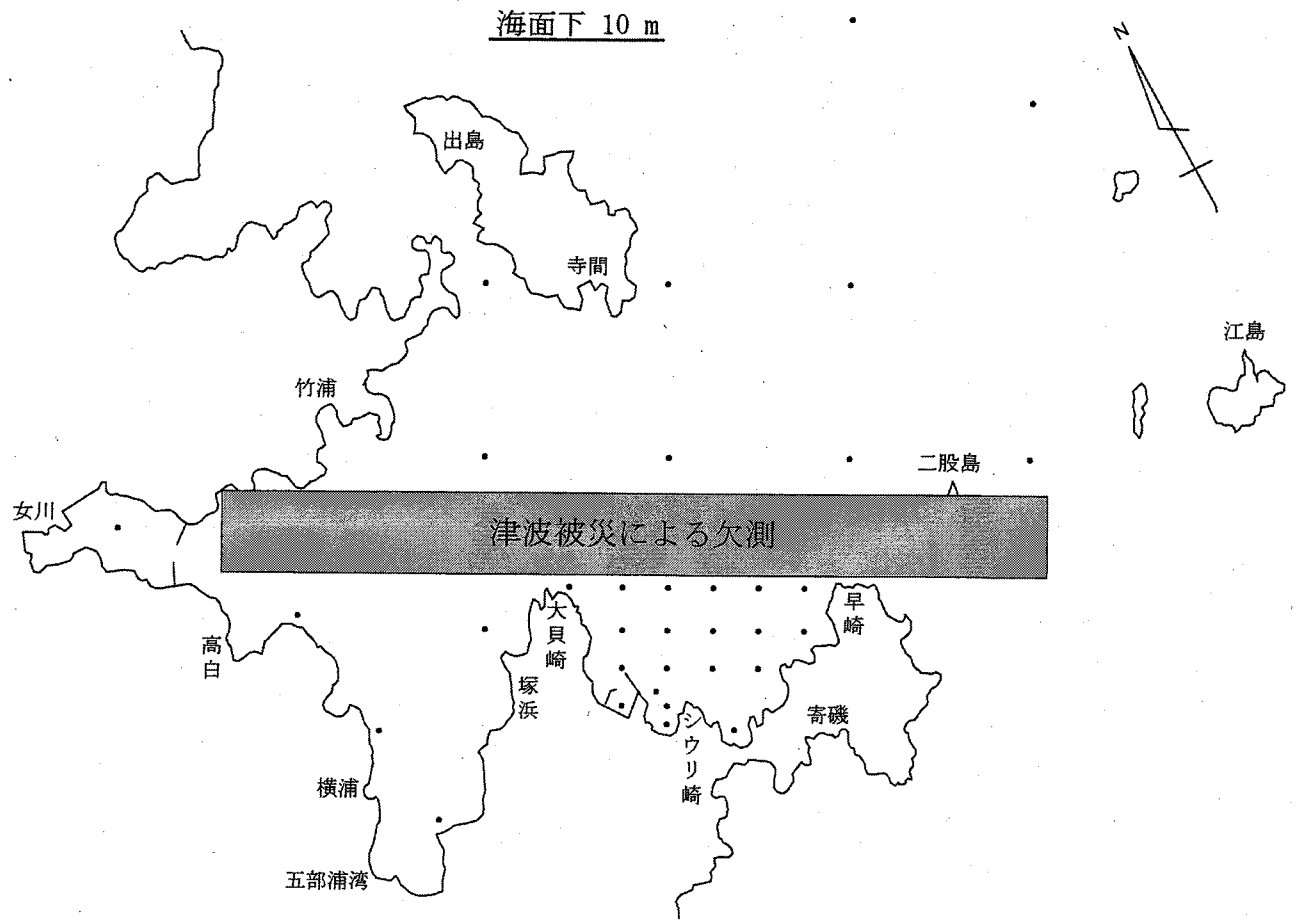 海面下 10 m
N
出島
寺間
江島
竹浦
二股島
女川
津波被災による欠測
大貝崎
早崎
高白
塚浜
シウリ崎
寄磯
横浦
五部浦湾